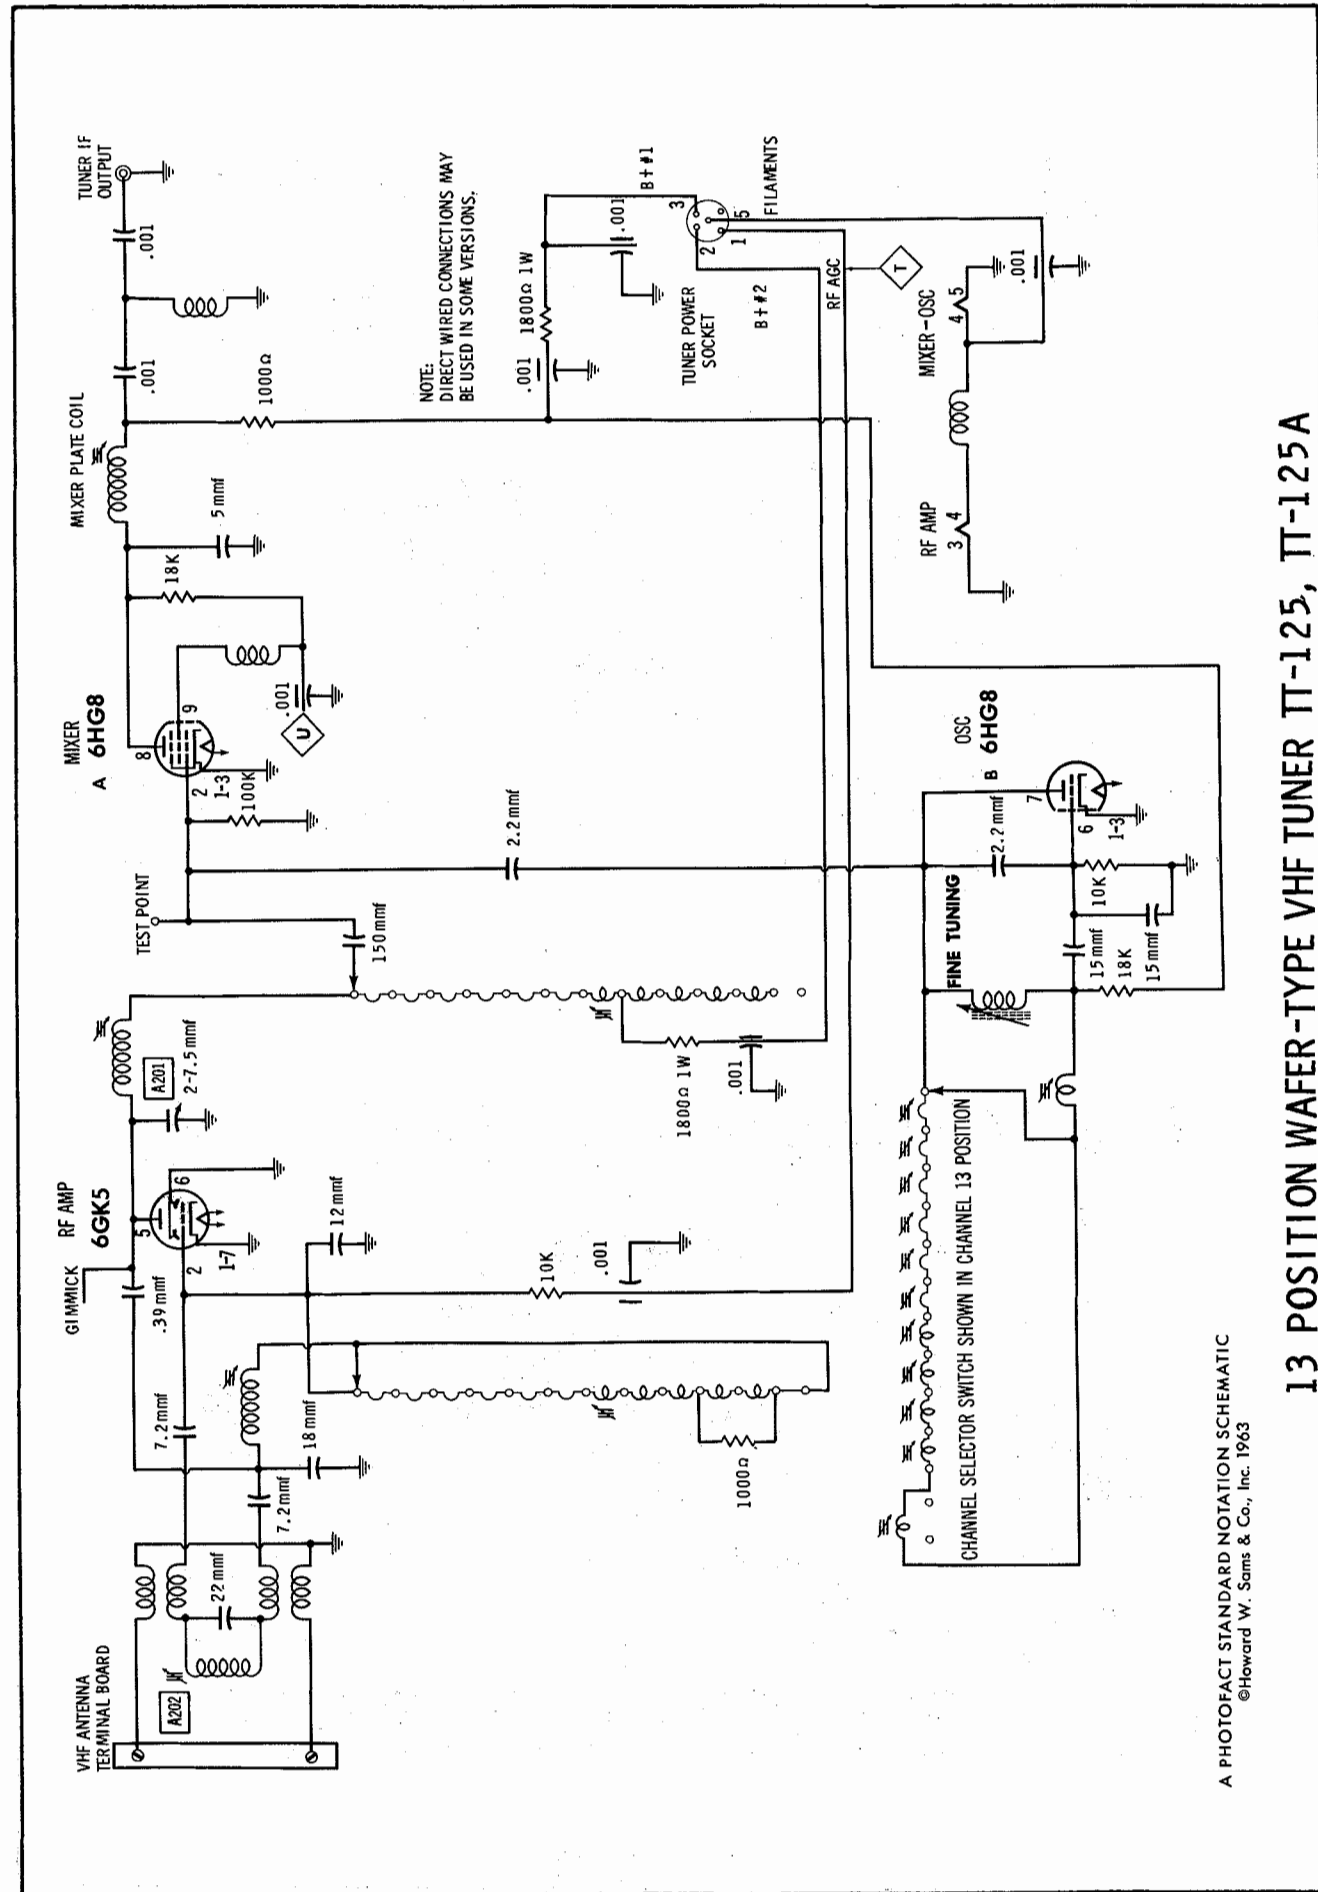 VHF ANTENNA
TERMINAL BOARD
A202
22 mmf
7.2mmf
7.2mmf
18 mmf
GIMMICK
.39mmf
RF AMP
6GK5
5
6
2
1-7
12 mmf
A201
2-7.5 mmf
10K
.001
1000Ω
TEST POINT
150mmf
1800Ω 1W
.001
MIXER
A 6HG8
8
9
2
1-3
100K
.001
U
18K
5 mmf
2.2 mmf
MIXER PLATE COIL
.001
.001
TUNER IF
OUTPUT
1000Ω
NOTE:
DIRECT WIRED CONNECTIONS MAY
BE USED IN SOME VERSIONS.
.001
1800Ω 1W
.001
B+ #1
3
2
1
5
FILAMENTS
TUNER POWER
SOCKET
B+ #2
RF AGC
T
RF AMP
3 4
MIXER-OSC
4 5
.001
OSC
B 6HG8
7
6
1-3
2.2 mmf
10K
15 mmf
15 mmf
18K
FINE TUNING
CHANNEL SELECTOR SWITCH SHOWN IN CHANNEL 13 POSITION
A PHOTOFACT STANDARD NOTATION SCHEMATIC
©Howard W. Sams & Co., Inc. 1963
13 POSITION WAFER-TYPE VHF TUNER TT-125, TT-125A